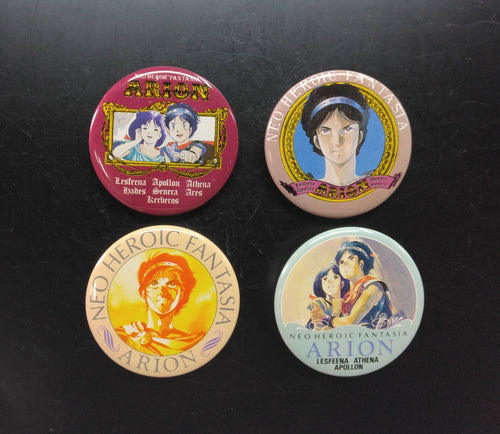 NEO HEROIC FANTASIA
ARION
Lesfeena Apollon Athena
Hades Seneca Ares
Kerberos
NEO HEROIC FANTASIA
ARION
NEO HEROIC FANTASIA
ARION
NEO HEROIC FANTASIA
ARION
LESFEENA ATHENA
APOLLON